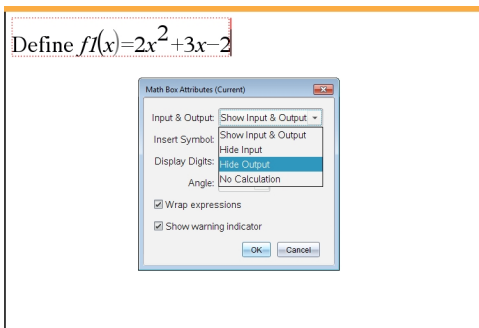 Define f1(x)=2x²+3x−2
Math Box Attributes (Current)
Input & Output: Show Input & Output
Show Input & Output
Insert Symbol:
Hide Input
Display Digits: Hide Output
Angle: No Calculation
Wrap expressions
Show warning indicator
OK Cancel